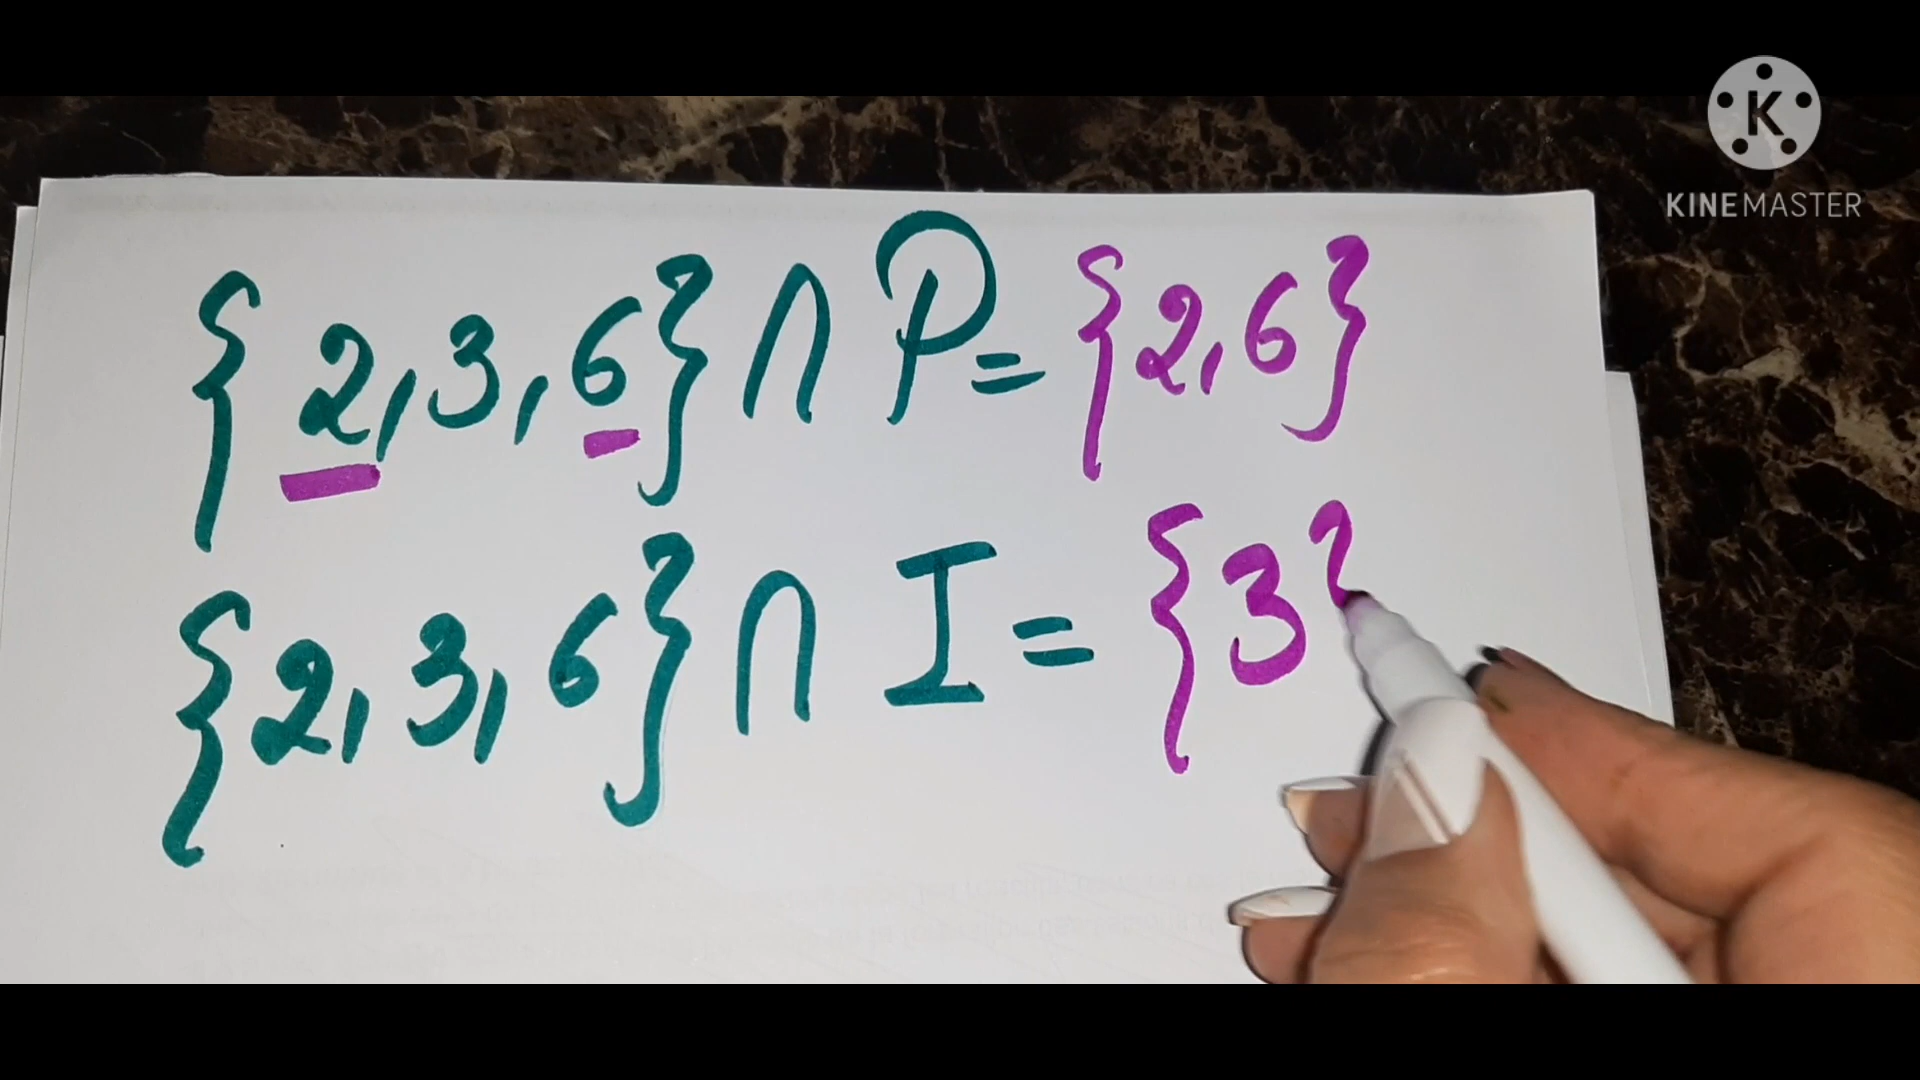 K
KINEMASTER
{2,3,6} ∩ P = {2,6}
{2,3,6} ∩ I = {3